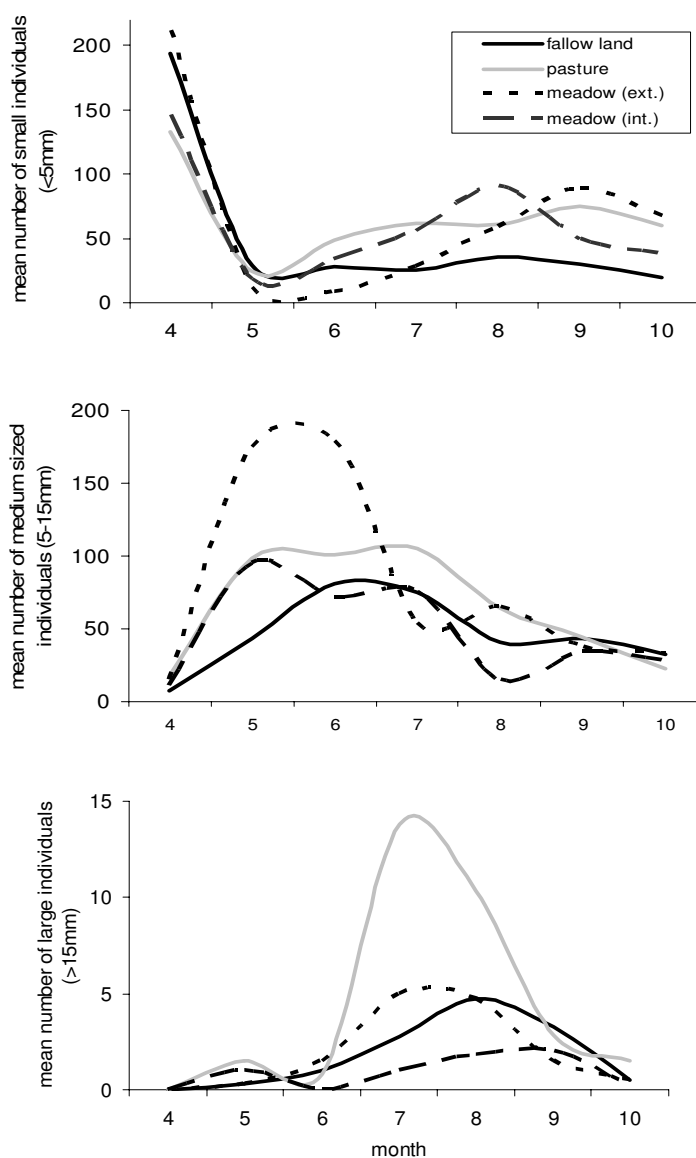 mean number of small individuals
(<5mm)
200
150
100
50
0
4 5 6 7 8 9 10
fallow land
pasture
meadow (ext.)
meadow (int.)
mean number of medium sized
individuals (5-15mm)
200
150
100
50
0
4 5 6 7 8 9 10
mean number of large individuals
(>15mm)
15
10
5
0
4 5 6 7 8 9 10
month